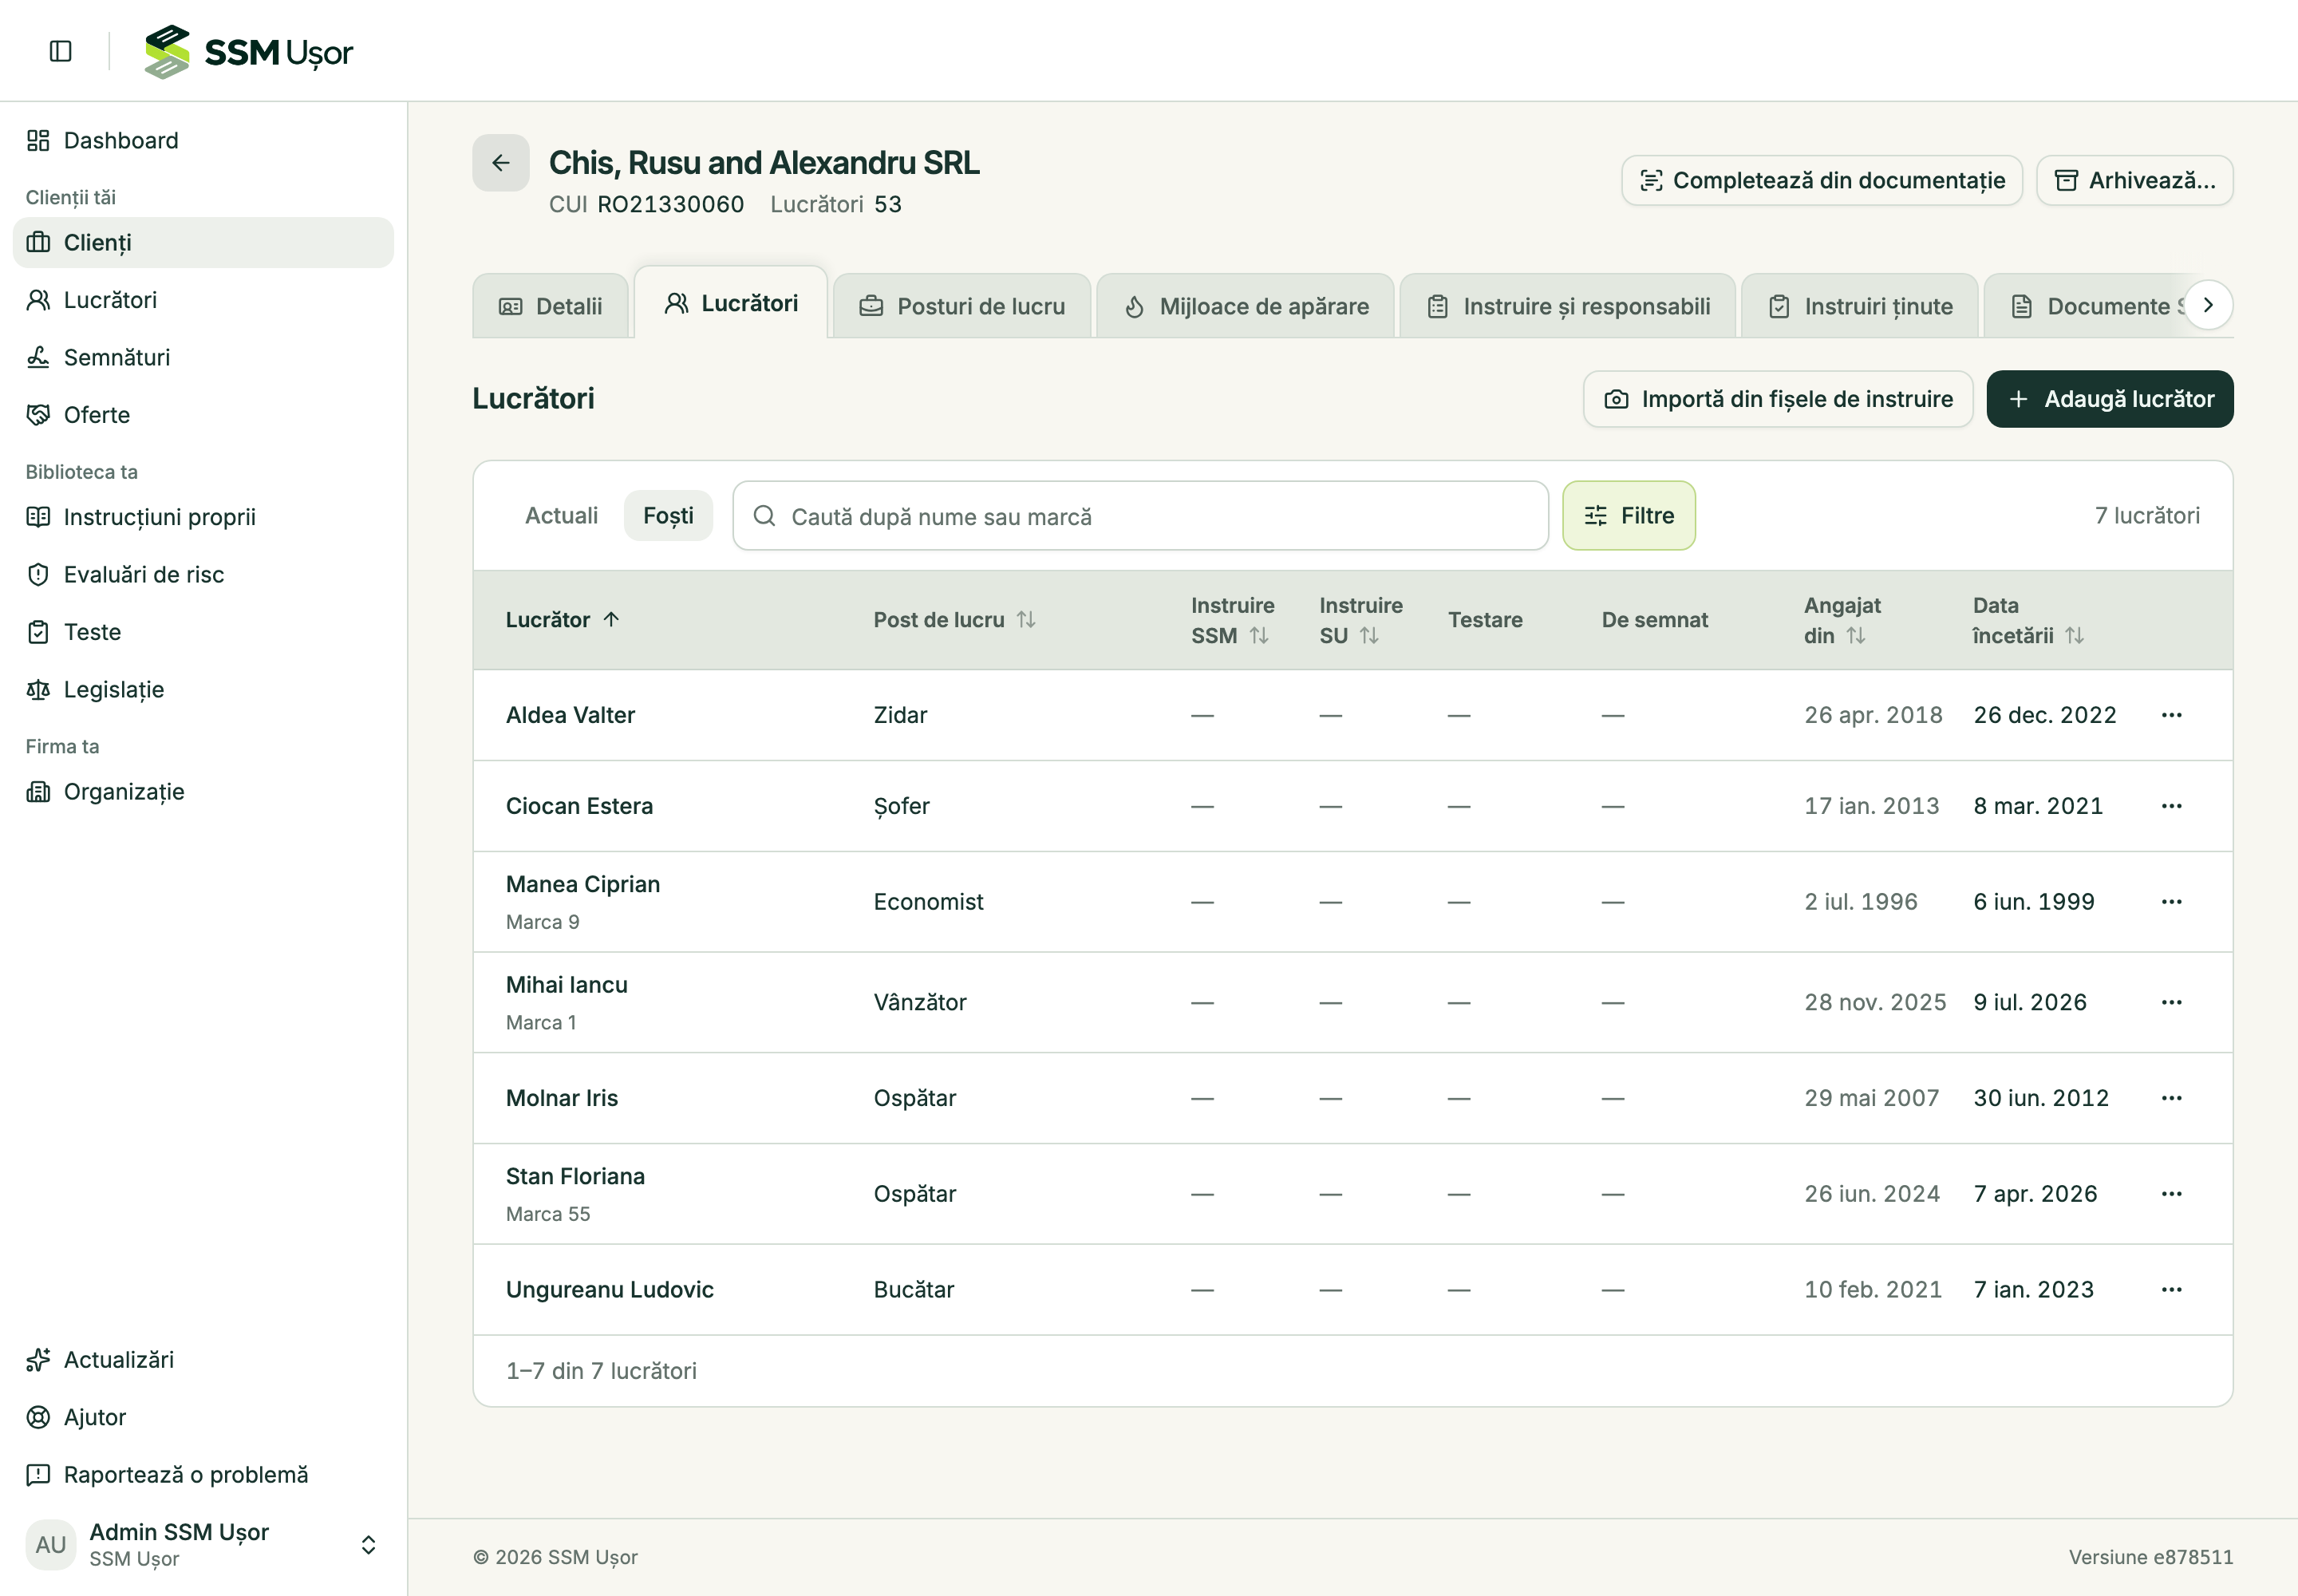 SSM Ușor
Dashboard
Clienții tăi
Clienți
Lucrători
Semnături
Oferte
Biblioteca ta
Instrucțiuni proprii
Evaluări de risc
Teste
Legislație
Firma ta
Organizație
Actualizări
Ajutor
Raportează o problemă
AU
Admin SSM Ușor
SSM Ușor
Chis, Rusu and Alexandru SRL
CUI RO21330060 Lucrători 53
Completează din documentație
Arhivează...
Detalii
Lucrători
Posturi de lucru
Mijloace de apărare
Instruire și responsabili
Instruiri ținute
Documente
Lucrători
Importă din fișele de instruire
Adaugă lucrător
Actuali
Foști
Caută după nume sau marcă
Filtre
7 lucrători
Lucrător
Post de lucru
Instruire
SSM
Instruire
SU
Testare
De semnat
Angajat
din
Data
încetării
Aldea Valter Zidar — — — — 26 apr. 2018 26 dec. 2022
Ciocan Estera Șofer — — — — 17 ian. 2013 8 mar. 2021
Manea Ciprian
Marca 9
Economist — — — — 2 iul. 1996 6 iun. 1999
Mihai Iancu
Marca 1
Vânzător — — — — 28 nov. 2025 9 iul. 2026
Molnar Iris Ospătar — — — — 29 mai 2007 30 iun. 2012
Stan Floriana
Marca 55
Ospătar — — — — 26 iun. 2024 7 apr. 2026
Ungureanu Ludovic Bucătar — — — — 10 feb. 2021 7 ian. 2023
1–7 din 7 lucrători
© 2026 SSM Ușor
Versiune e878511